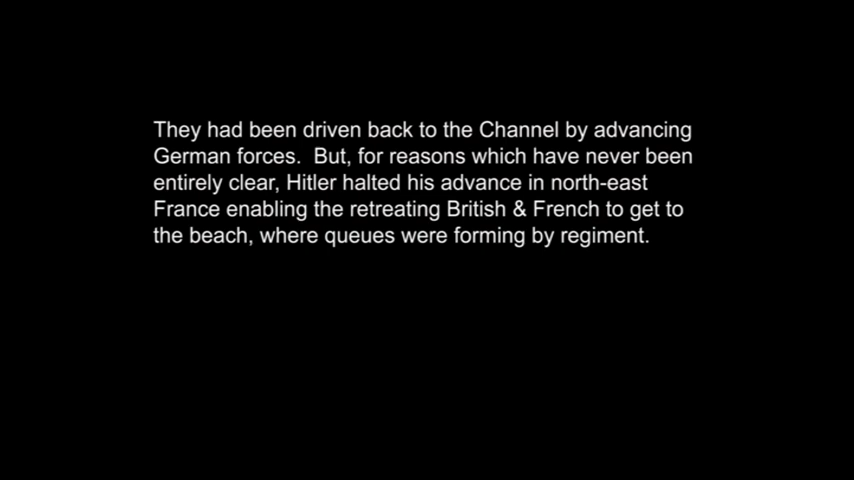 They had been driven back to the Channel by advancing
German forces.  But, for reasons which have never been
entirely clear, Hitler halted his advance in north-east
France enabling the retreating British & French to get to
the beach, where queues were forming by regiment.